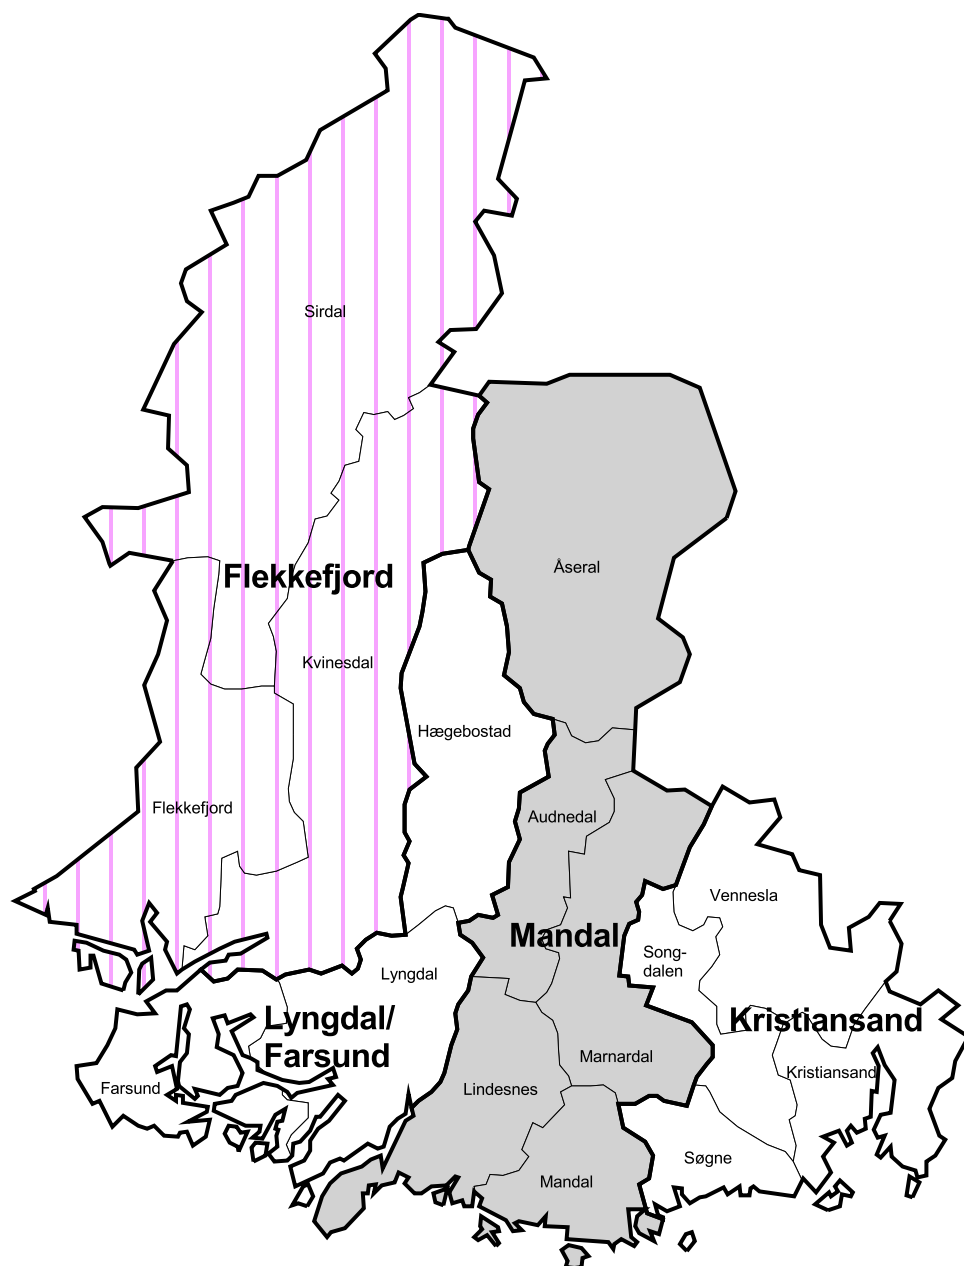 Sirdal
Åseral
Flekkefjord
Kvinesdal
Hægebostad
Flekkefjord
Audnedal
Vennesla
Mandal
Song-
dalen
Lyngdal
Lyngdal/
Farsund
Kristiansand
Marnardal
Kristiansand
Farsund
Lindesnes
Søgne
Mandal